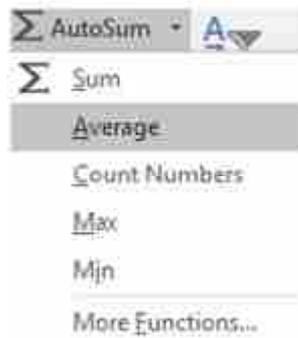 Σ AutoSum A
Σ Sum
Average
Count Numbers
Max
Min
More Functions...